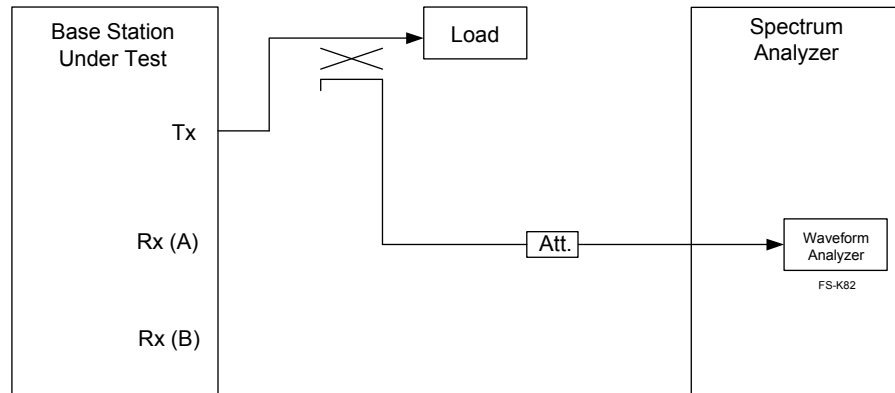 Base Station
Under Test
Tx
Rx (A)
Rx (B)
Load
Att.
Spectrum
Analyzer
Waveform
Analyzer
FS-K82